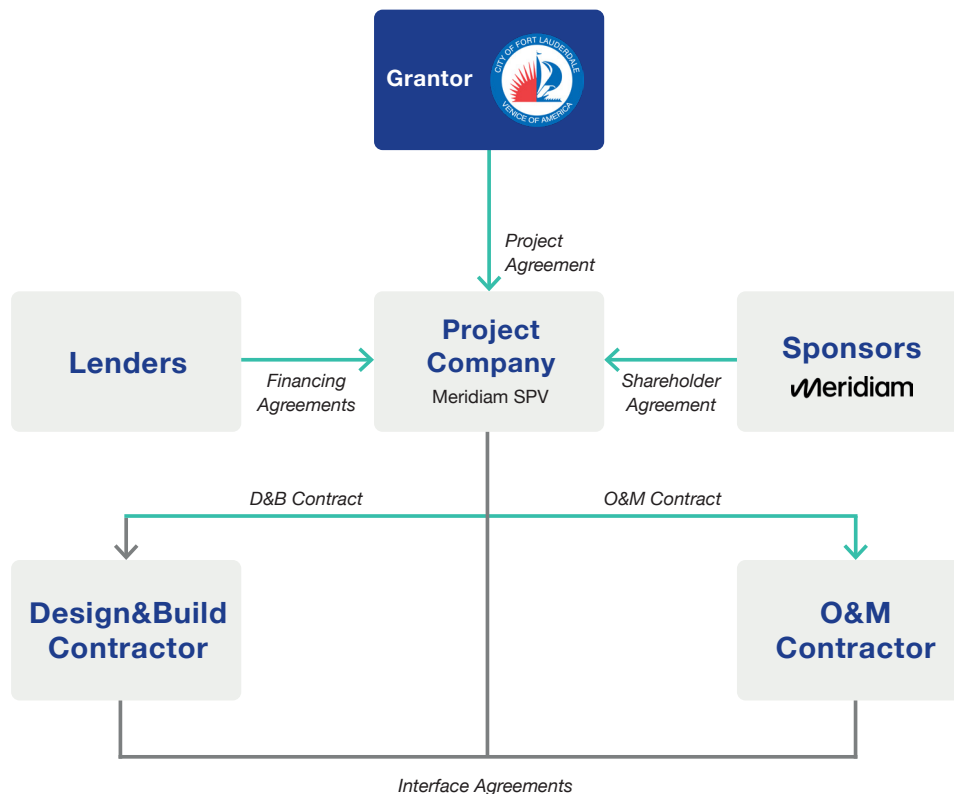 Grantor
CITY OF FORT LAUDERDALE
VENICE OF AMERICA
Project
Agreement
Lenders
Financing
Agreements
Project
Company
Meridiam SPV
Shareholder
Agreement
Sponsors
Meridiam
D&B Contract
O&M Contract
Design&Build
Contractor
O&M
Contractor
Interface Agreements